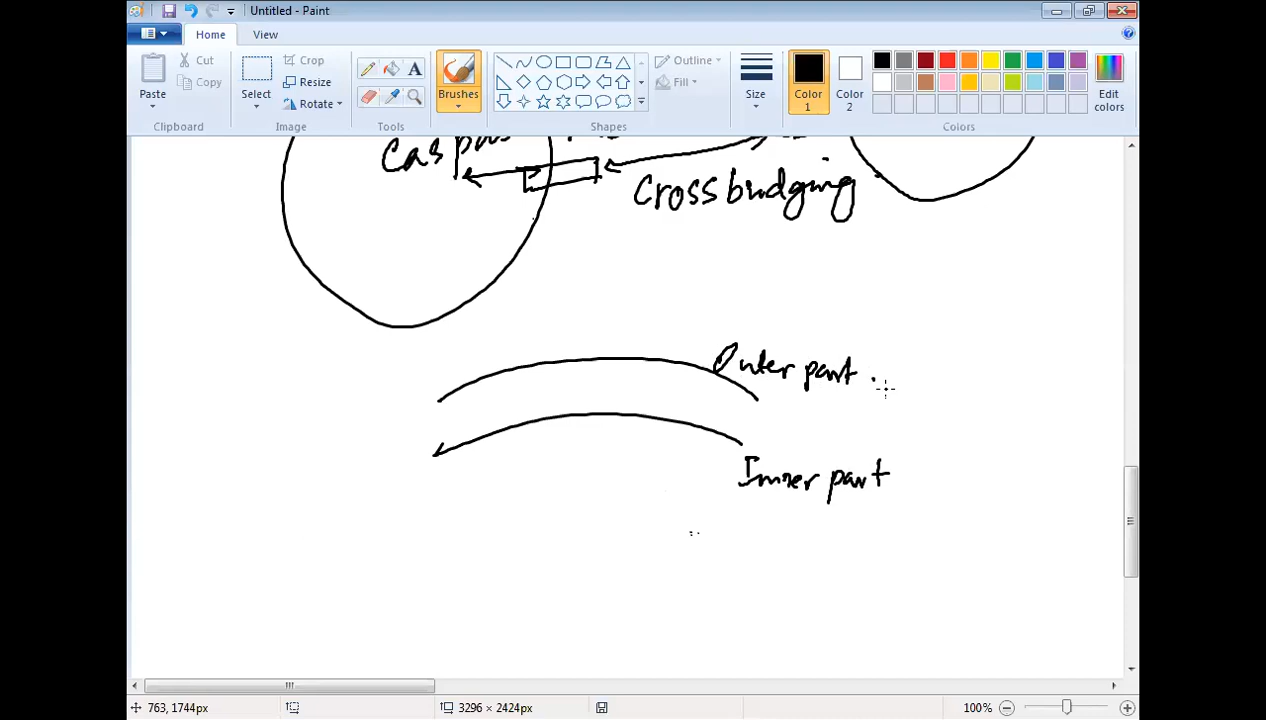 Untitled - Paint
Home View
Cut
Copy
Paste
Crop
Resize
Rotate
Select
A
Brushes
Outline
Fill
Size
Color 1
Color 2
Edit colors
Clipboard Image Tools Shapes Colors
Cross bridging
Outer part
Inner part
763, 1744px 3296 × 2424px 100%